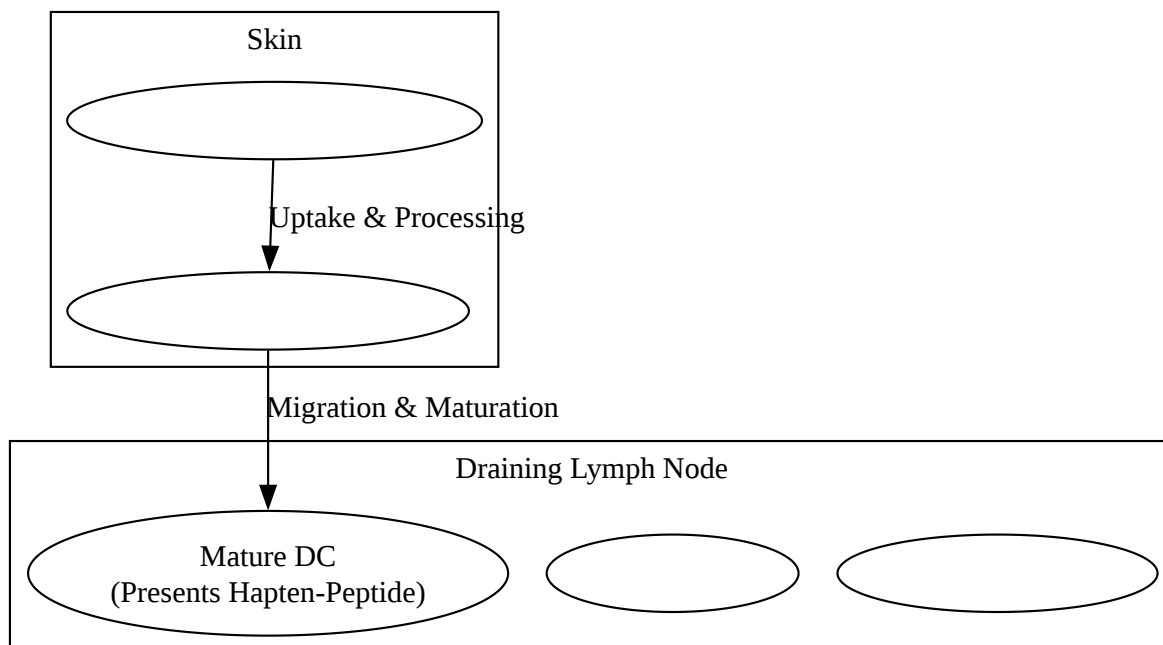 Skin
Uptake & Processing
Migration & Maturation
Draining Lymph Node
Mature DC
(Presents Hapten-Peptide)